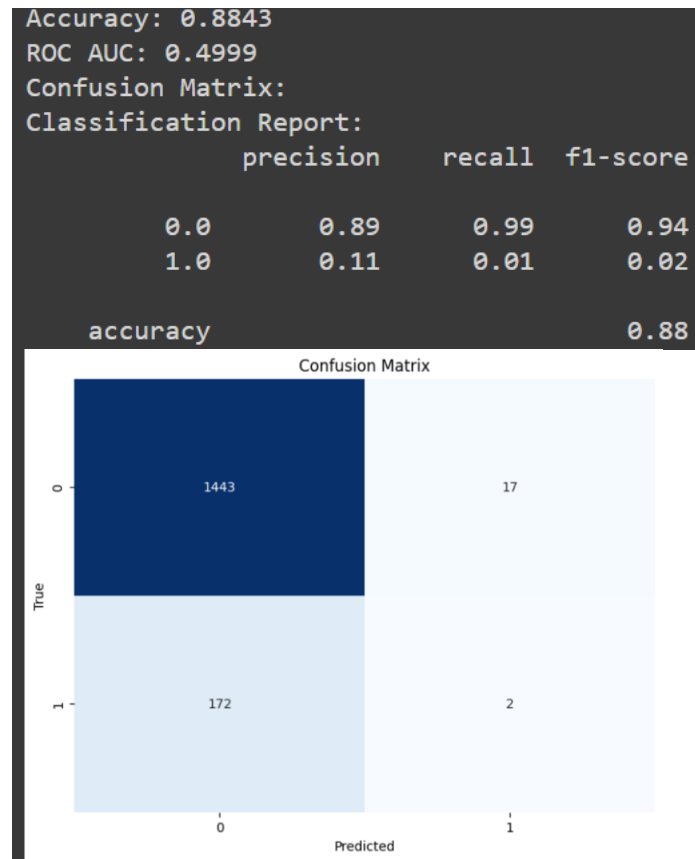 Accuracy: 0.8843
ROC AUC: 0.4999
Confusion Matrix:
Classification Report:
precision recall f1-score
0.0 0.89 0.99 0.94
1.0 0.11 0.01 0.02
accuracy 0.88
Confusion Matrix
0 1443 17
True
1 172 2
0 1
Predicted